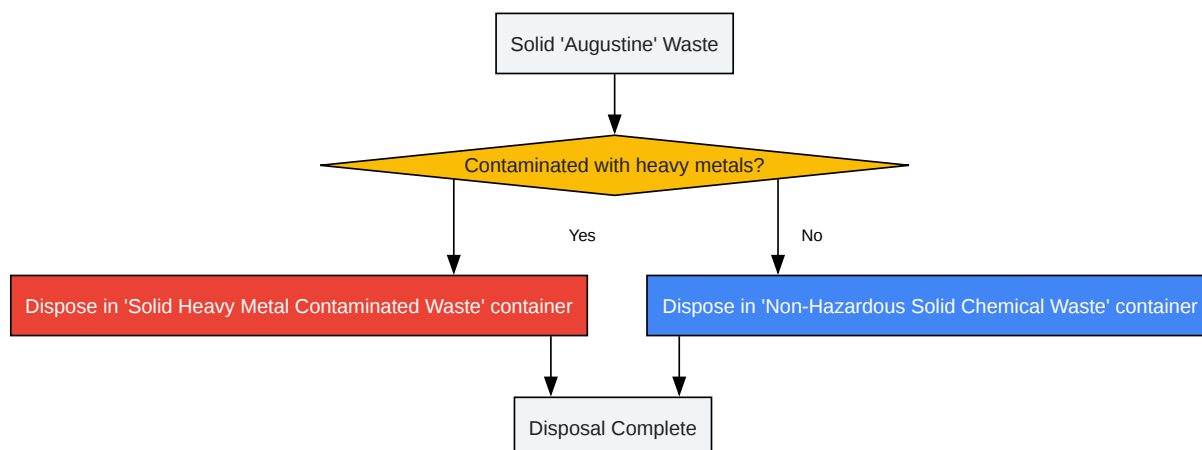 Solid 'Augustine' Waste
Contaminated with heavy metals?
Yes
No
Dispose in 'Solid Heavy Metal Contaminated Waste' container
Dispose in 'Non-Hazardous Solid Chemical Waste' container
Disposal Complete